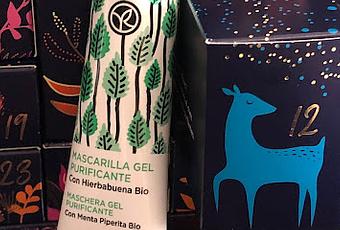 19
23
MASCARILLA GEL
PURIFICANTE
Con Hierbabuena Bio
MASCHERA GEL
PURIFICANTE
Con Menta Piperita Bio
12